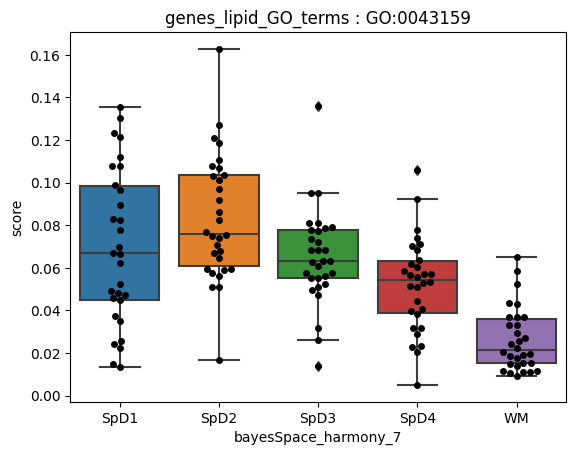 genes_lipid_GO_terms : GO:0043159
score
0.16
0.14
0.12
0.10
0.08
0.06
0.04
0.02
0.00
SpD1 SpD2 SpD3 SpD4 WM
bayesSpace_harmony_7